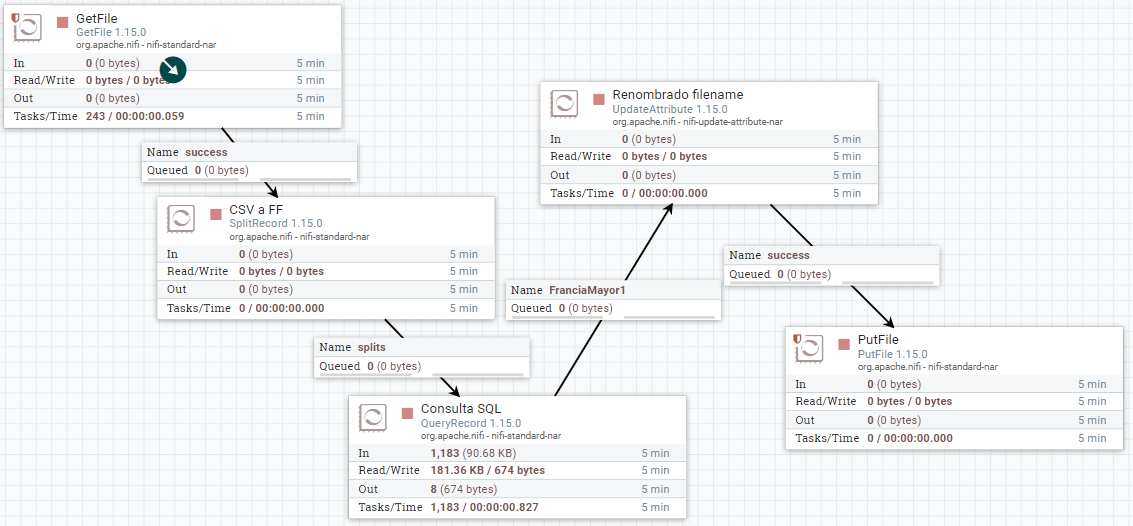 GetFile
GetFile 1.15.0
org.apache.nifi - nifi-standard-nar
In 0 (0 bytes) 5 min
Read/Write 0 bytes / 0 bytes 5 min
Out 0 (0 bytes) 5 min
Tasks/Time 243 / 00:00:00.059 5 min
Name success
Queued 0 (0 bytes)
CSV a FF
SplitRecord 1.15.0
org.apache.nifi - nifi-standard-nar
In 0 (0 bytes) 5 min
Read/Write 0 bytes / 0 bytes 5 min
Out 0 (0 bytes) 5 min
Tasks/Time 0 / 00:00:00.000 5 min
Name splits
Queued 0 (0 bytes)
Consulta SQL
QueryRecord 1.15.0
org.apache.nifi - nifi-standard-nar
In 1,183 (90.68 KB) 5 min
Read/Write 181.36 KB / 674 bytes 5 min
Out 8 (674 bytes) 5 min
Tasks/Time 1,183 / 00:00:00.827 5 min
Name FranciaMayor1
Queued 0 (0 bytes)
Renombrado filename
UpdateAttribute 1.15.0
org.apache.nifi - nifi-update-attribute-nar
In 0 (0 bytes) 5 min
Read/Write 0 bytes / 0 bytes 5 min
Out 0 (0 bytes) 5 min
Tasks/Time 0 / 00:00:00.000 5 min
Name success
Queued 0 (0 bytes)
PutFile
PutFile 1.15.0
org.apache.nifi - nifi-standard-nar
In 0 (0 bytes) 5 min
Read/Write 0 bytes / 0 bytes 5 min
Out 0 (0 bytes) 5 min
Tasks/Time 0 / 00:00:00.000 5 min